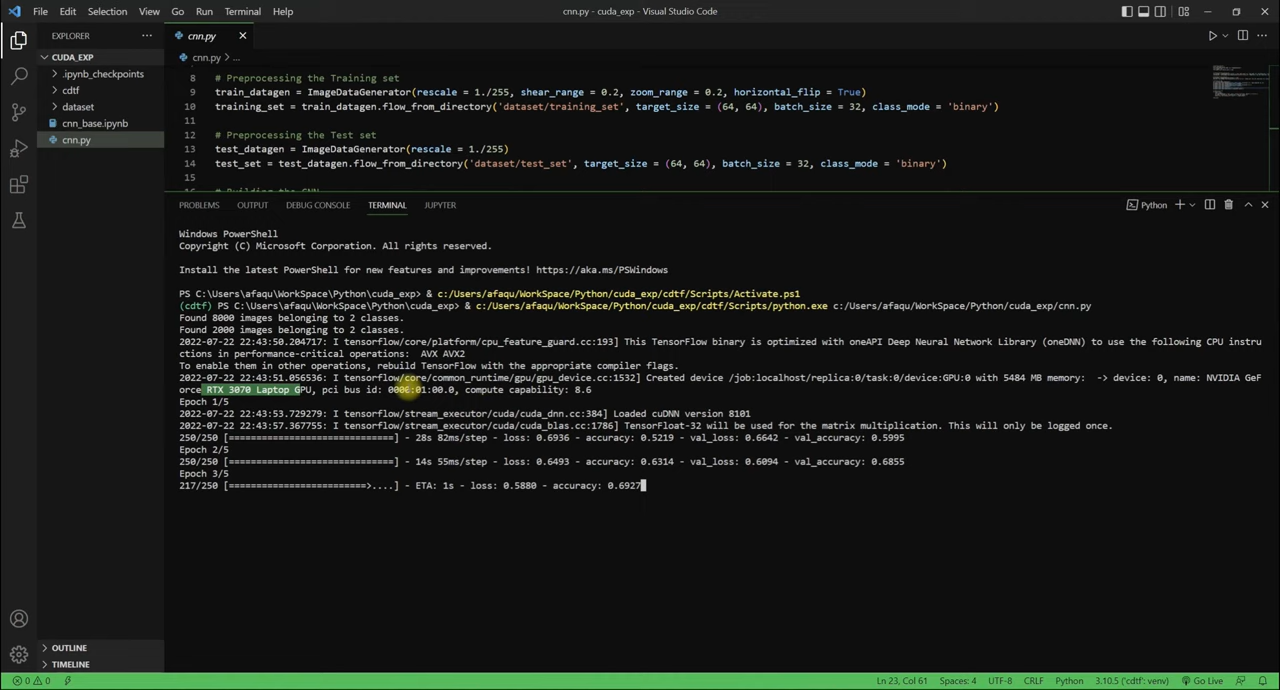 File Edit Selection View Go Run Terminal Help
cnn.py - cuda_exp - Visual Studio Code
EXPLORER
CUDA_EXP
.ipynb_checkpoints
cdtf
dataset
cnn_base.ipynb
cnn.py
OUTLINE
TIMELINE
cnn.py
cnn.py > ...
8 # Preprocessing the Training set
9 train_datagen = ImageDataGenerator(rescale = 1./255, shear_range = 0.2, zoom_range = 0.2, horizontal_flip = True)
10 training_set = train_datagen.flow_from_directory('dataset/training_set', target_size = (64, 64), batch_size = 32, class_mode = 'binary')
11
12 # Preprocessing the Test set
13 test_datagen = ImageDataGenerator(rescale = 1./255)
14 test_set = test_datagen.flow_from_directory('dataset/test_set', target_size = (64, 64), batch_size = 32, class_mode = 'binary')
15
16 # Building the CNN
PROBLEMS OUTPUT DEBUG CONSOLE TERMINAL JUPYTER
Python
Windows PowerShell
Copyright (C) Microsoft Corporation. All rights reserved.
Install the latest PowerShell for new features and improvements! https://aka.ms/PSWindows
PS C:\Users\afaqu\WorkSpace\Python\cuda_exp> & c:/Users/afaqu/WorkSpace/Python/cuda_exp/cdtf/Scripts/Activate.ps1
(cdtf) PS C:\Users\afaqu\WorkSpace\Python\cuda_exp> & c:/Users/afaqu/WorkSpace/Python/cuda_exp/cdtf/Scripts/python.exe c:/Users/afaqu/WorkSpace/Python/cuda_exp/cnn.py
Found 8000 images belonging to 2 classes.
Found 2000 images belonging to 2 classes.
2022-07-22 22:43:50.204717: I tensorflow/core/platform/cpu_feature_guard.cc:193] This TensorFlow binary is optimized with oneAPI Deep Neural Network Library (oneDNN) to use the following CPU instru
ctions in performance-critical operations:  AVX AVX2
To enable them in other operations, rebuild TensorFlow with the appropriate compiler flags.
2022-07-22 22:43:51.056536: I tensorflow/core/common_runtime/gpu/gpu_device.cc:1532] Created device /job:localhost/replica:0/task:0/device:GPU:0 with 5484 MB memory:  -> device: 0, name: NVIDIA GeF
orce RTX 3070 Laptop GPU, pci bus id: 0000:01:00.0, compute capability: 8.6
Epoch 1/5
2022-07-22 22:43:53.729279: I tensorflow/stream_executor/cuda/cuda_dnn.cc:384] Loaded cuDNN version 8101
2022-07-22 22:43:57.367755: I tensorflow/stream_executor/cuda/cuda_blas.cc:1786] TensorFloat-32 will be used for the matrix multiplication. This will only be logged once.
250/250 [==============================] - 28s 82ms/step - loss: 0.6936 - accuracy: 0.5219 - val_loss: 0.6642 - val_accuracy: 0.5995
Epoch 2/5
250/250 [==============================] - 14s 55ms/step - loss: 0.6493 - accuracy: 0.6314 - val_loss: 0.6094 - val_accuracy: 0.6855
Epoch 3/5
217/250 [=========================>....] - ETA: 1s - loss: 0.5880 - accuracy: 0.6927
0 0
Ln 23, Col 61 Spaces: 4 UTF-8 CRLF Python 3.10.5 ('cdtf': venv) Go Live